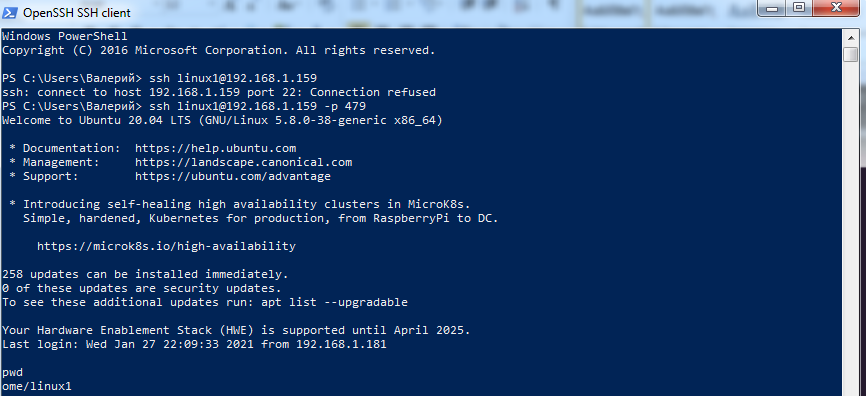 OpenSSH SSH client
Windows PowerShell
Copyright (C) 2016 Microsoft Corporation. All rights reserved.
PS C:\Users\Валерий> ssh linux1@192.168.1.159
ssh: connect to host 192.168.1.159 port 22: Connection refused
PS C:\Users\Валерий> ssh linux1@192.168.1.159 -p 479
Welcome to Ubuntu 20.04 LTS (GNU/Linux 5.8.0-38-generic x86_64)
* Documentation:  https://help.ubuntu.com
* Management:     https://landscape.canonical.com
* Support:        https://ubuntu.com/advantage
* Introducing self-healing high availability clusters in MicroK8s.
Simple, hardened, Kubernetes for production, from RaspberryPi to DC.
https://microk8s.io/high-availability
258 updates can be installed immediately.
0 of these updates are security updates.
To see these additional updates run: apt list --upgradable
Your Hardware Enablement Stack (HWE) is supported until April 2025.
Last login: Wed Jan 27 22:09:33 2021 from 192.168.1.181
pwd
ome/linux1